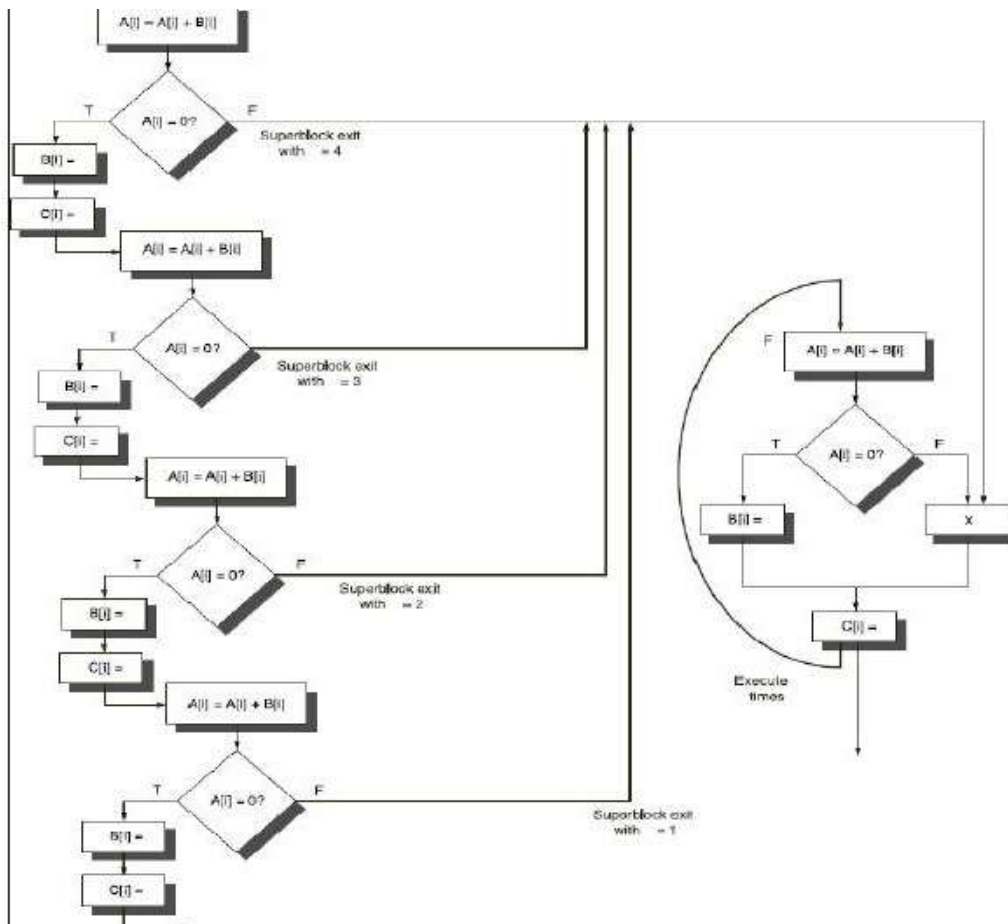 A[i] = A[i] + B[i]
A[i] = 0?
T
F
Superblock exit
with = 4
B[i] =
C[i] =
A[i] = A[i] + B[i]
A[i] = 0?
T
Superblock exit
with = 3
B[i] =
C[i] =
A[i] = A[i] + B[i]
A[i] = 0?
T
F
Superblock exit
with = 2
B[i] =
C[i] =
A[i] = A[i] + B[i]
A[i] = 0?
T
F
Superblock exit
with = 1
B[i] =
C[i] =
F
A[i] = A[i] + B[i]
A[i] = 0?
T
F
B[i] =
X
C[i] =
Execute
times